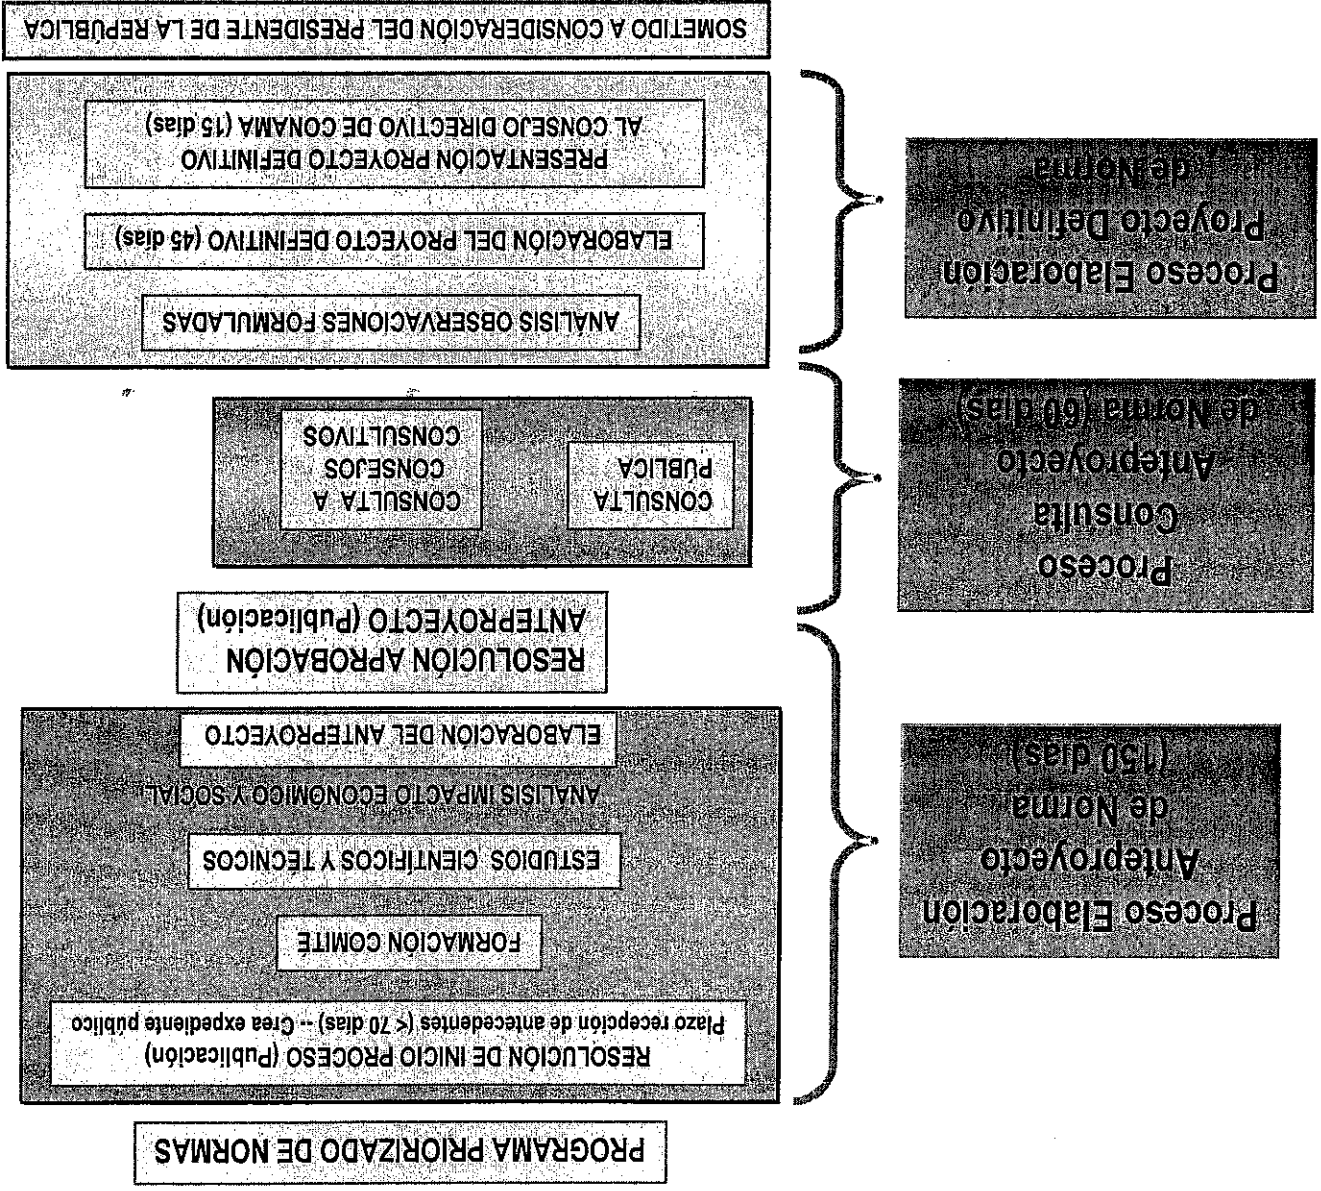 PROGRAMA PRIORIZADO DE NORMAS
Proceso Elaboración
Anteproyecto
de Norma
(150 días)
RESOLUCIÓN DE INICIO PROCESO (Publicación)
Plazo recepción de antecedentes (< 70 días) -- Crea expediente público
FORMACIÓN COMITÉ
ESTUDIOS CIENTÍFICOS Y TÉCNICOS
ANÁLISIS IMPACTO ECONÓMICO Y SOCIAL
ELABORACIÓN DEL ANTEPROYECTO
RESOLUCIÓN APROBACIÓN
ANTEPROYECTO (Publicación)
Proceso
Consulta
Anteproyecto
de Norma (60 días)
CONSULTA
PÚBLICA
CONSULTA A
CONSEJOS
CONSULTIVOS
Proceso Elaboración
Proyecto Definitivo
de Norma
ANÁLISIS OBSERVACIONES FORMULADAS
ELABORACIÓN DEL PROYECTO DEFINITIVO (45 días)
PRESENTACIÓN PROYECTO DEFINITIVO
AL CONSEJO DIRECTIVO DE CONAMA (15 días)
SOMETIDO A CONSIDERACIÓN DEL PRESIDENTE DE LA REPÚBLICA